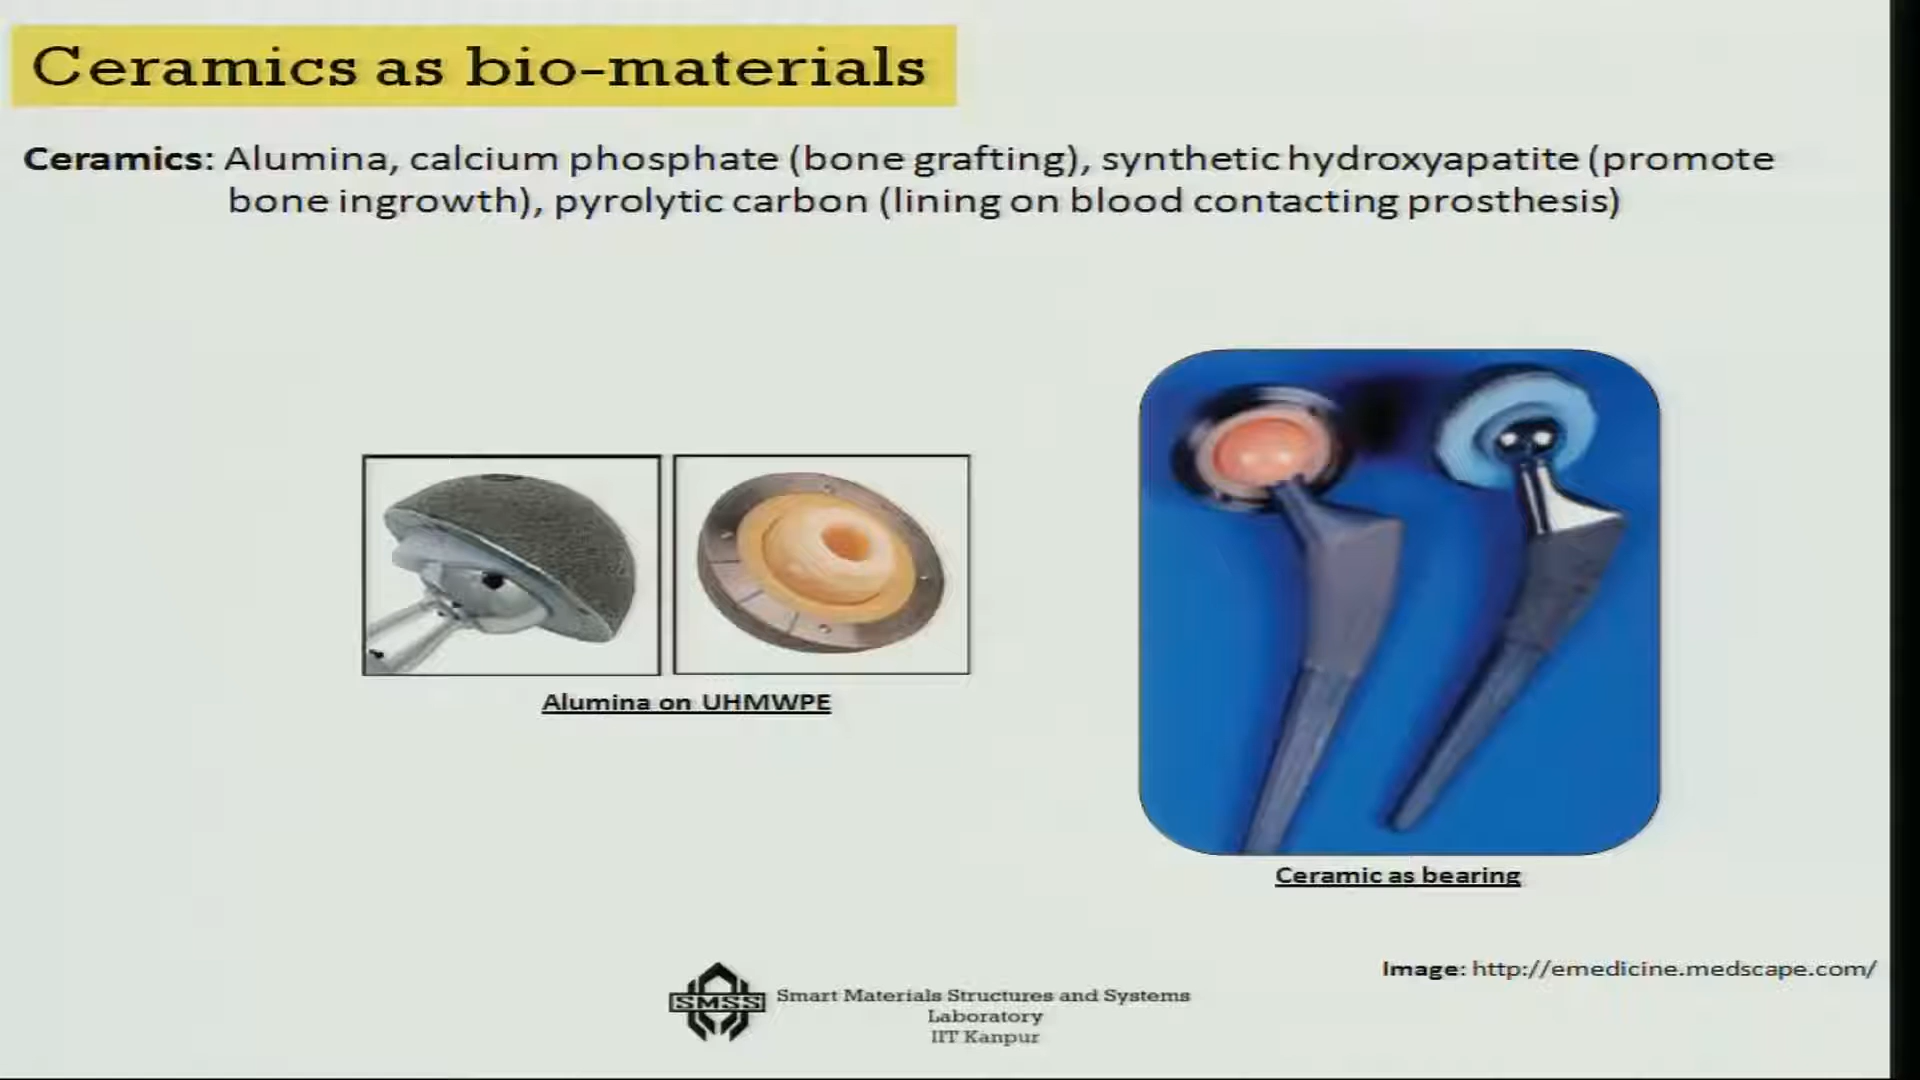 Ceramics as bio-materials
Ceramics: Alumina, calcium phosphate (bone grafting), synthetic hydroxyapatite (promote
bone ingrowth), pyrolytic carbon (lining on blood contacting prosthesis)
Alumina on UHMWPE
Ceramic as bearing
Image: http://emedicine.medscape.com/
SMSS
Smart Materials Structures and Systems
Laboratory
IIT Kanpur